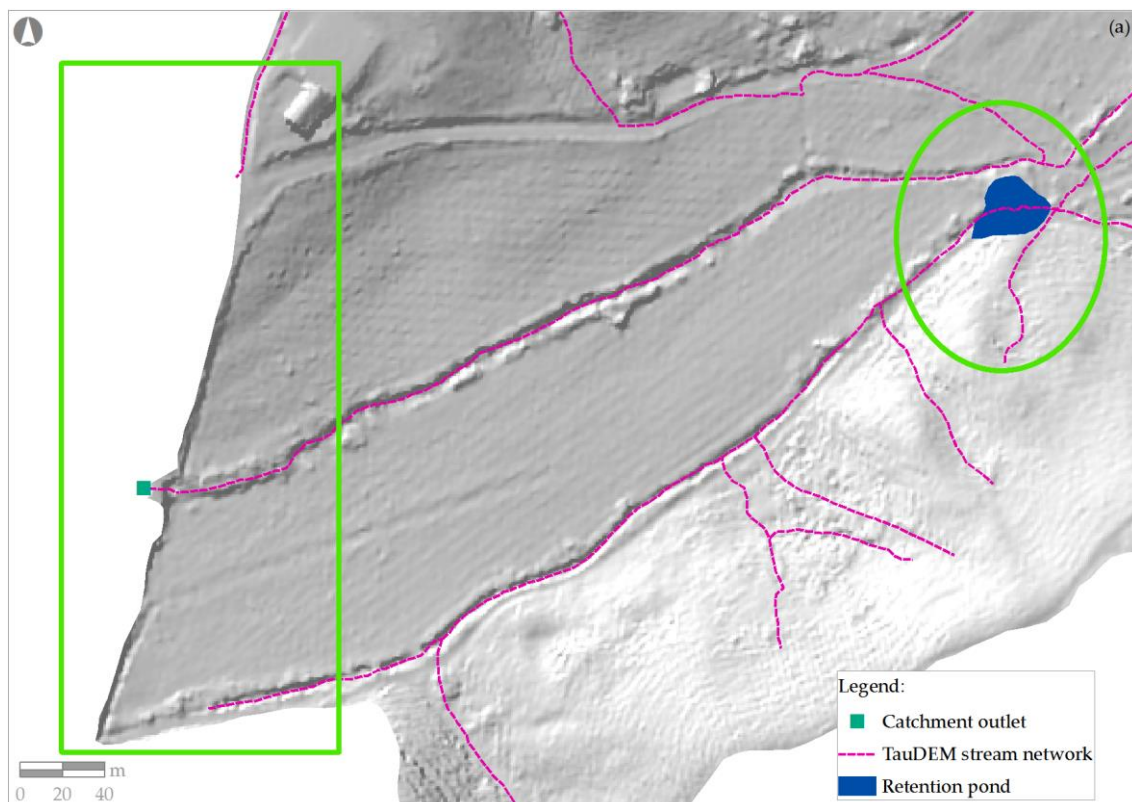 (a)
Legend:
Catchment outlet
TauDEM stream network
Retention pond
m
0 20 40